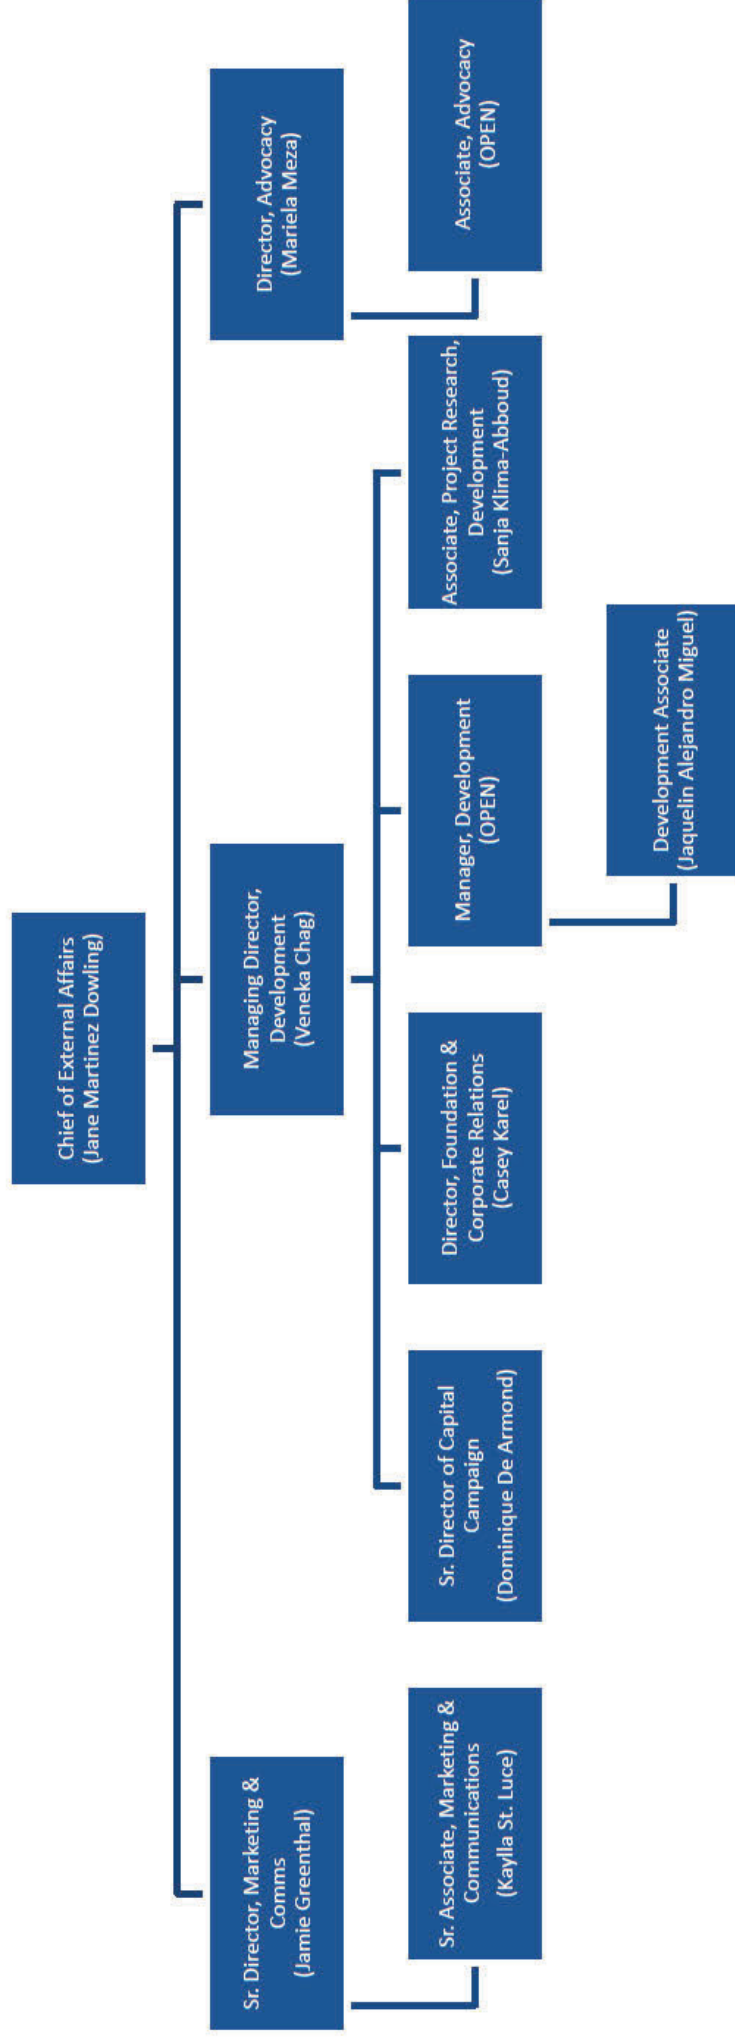 Chief of External Affairs
(Jane Martinez Dowling)
Sr. Director, Marketing &
Comms
(Jamie Greenthal)
Managing Director,
Development
(Veneka Chag)
Director, Advocacy
(Mariela Meza)
Sr. Associate, Marketing &
Communications
(Kaylla St. Luce)
Sr. Director of Capital
Campaign
(Dominique De Armond)
Director, Foundation &
Corporate Relations
(Casey Karel)
Manager, Development
(OPEN)
Associate, Project Research,
Development
(Sanja Klima-Abboud)
Associate, Advocacy
(OPEN)
Development Associate
(Jaquelin Alejandro Miguel)